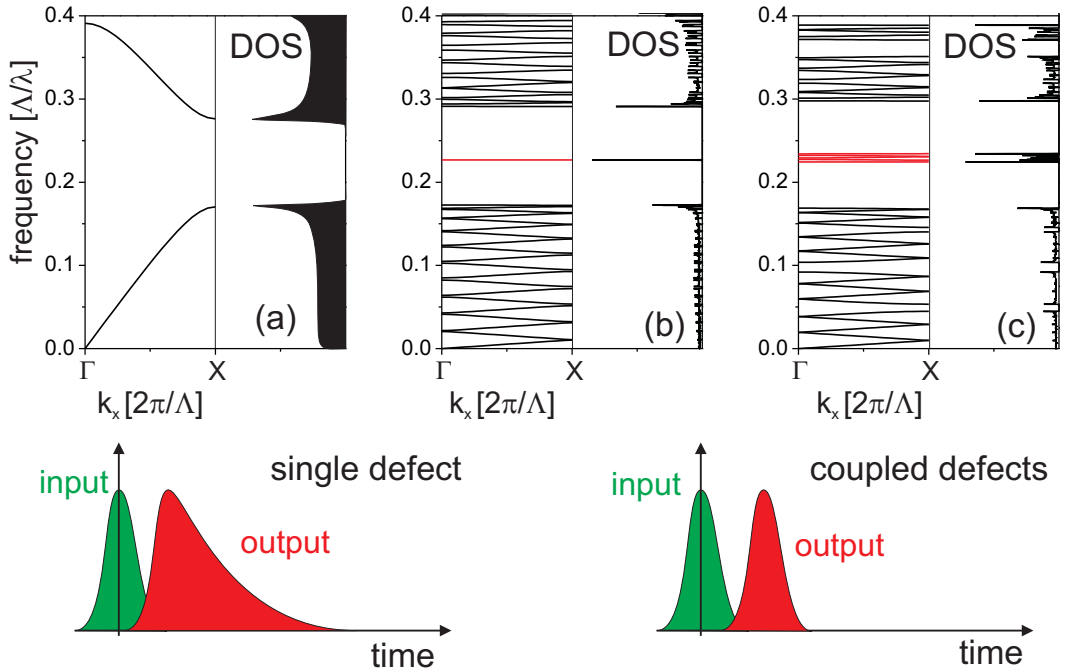 0.4
0.3
0.2
0.1
0.0
frequency [Λ/λ]
DOS
(a)
Γ
X
k_x [2π/Λ]
0.4
0.3
0.2
0.1
0.0
DOS
(b)
Γ
X
k_x [2π/Λ]
0.4
0.3
0.2
0.1
0.0
DOS
(c)
Γ
X
k_x [2π/Λ]
single defect
input
output
time
coupled defects
input
output
time